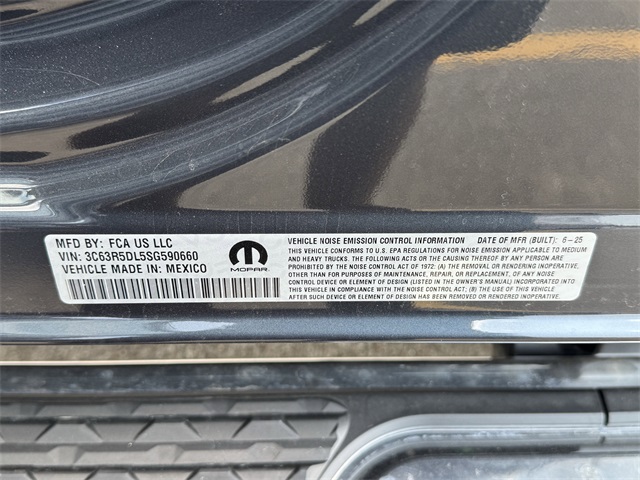 MFD BY: FCA US LLC
VIN: 3C63R5DL5SG590660
VEHICLE MADE IN: MEXICO
MOPAR
VEHICLE NOISE EMISSION CONTROL INFORMATION DATE OF MFR (BUILT): 6-25
THIS VEHICLE CONFORMS TO U.S. EPA REGULATIONS FOR NOISE EMISSION APPLICABLE TO MEDIUM
AND HEAVY TRUCKS. THE FOLLOWING ACTS OR THE CAUSING THEREOF BY ANY PERSON ARE
PROHIBITED BY THE NOISE CONTROL ACT OF 1972: (A) THE REMOVAL OR RENDERING INOPERATIVE,
OTHER THAN FOR PURPOSES OF MAINTENANCE, REPAIR, OR REPLACEMENT, OF ANY NOISE CONTROL
DEVICE OR ELEMENT OF DESIGN (LISTED IN THE OWNER'S MANUAL) INCORPORATED INTO
THIS VEHICLE IN COMPLIANCE WITH THE NOISE CONTROL ACT; (B) THE USE OF THIS VEHICLE
AFTER SUCH DEVICE OR ELEMENT OF DESIGN HAS BEEN REMOVED OR RENDERED INOPERATIVE.